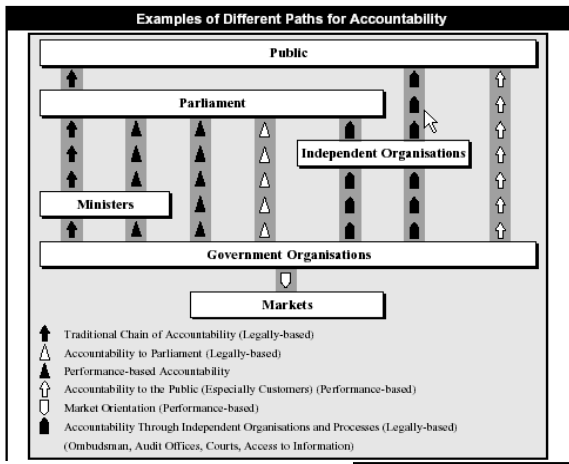 Examples of Different Paths for Accountability
Public
Parliament
Independent Organisations
Ministers
Government Organisations
Markets
Traditional Chain of Accountability (Legally-based)
Accountability to Parliament (Legally-based)
Performance-based Accountability
Accountability to the Public (Especially Customers) (Performance-based)
Market Orientation (Performance-based)
Accountability Through Independent Organisations and Processes (Legally-based)
(Ombudsman, Audit Offices, Courts, Access to Information)